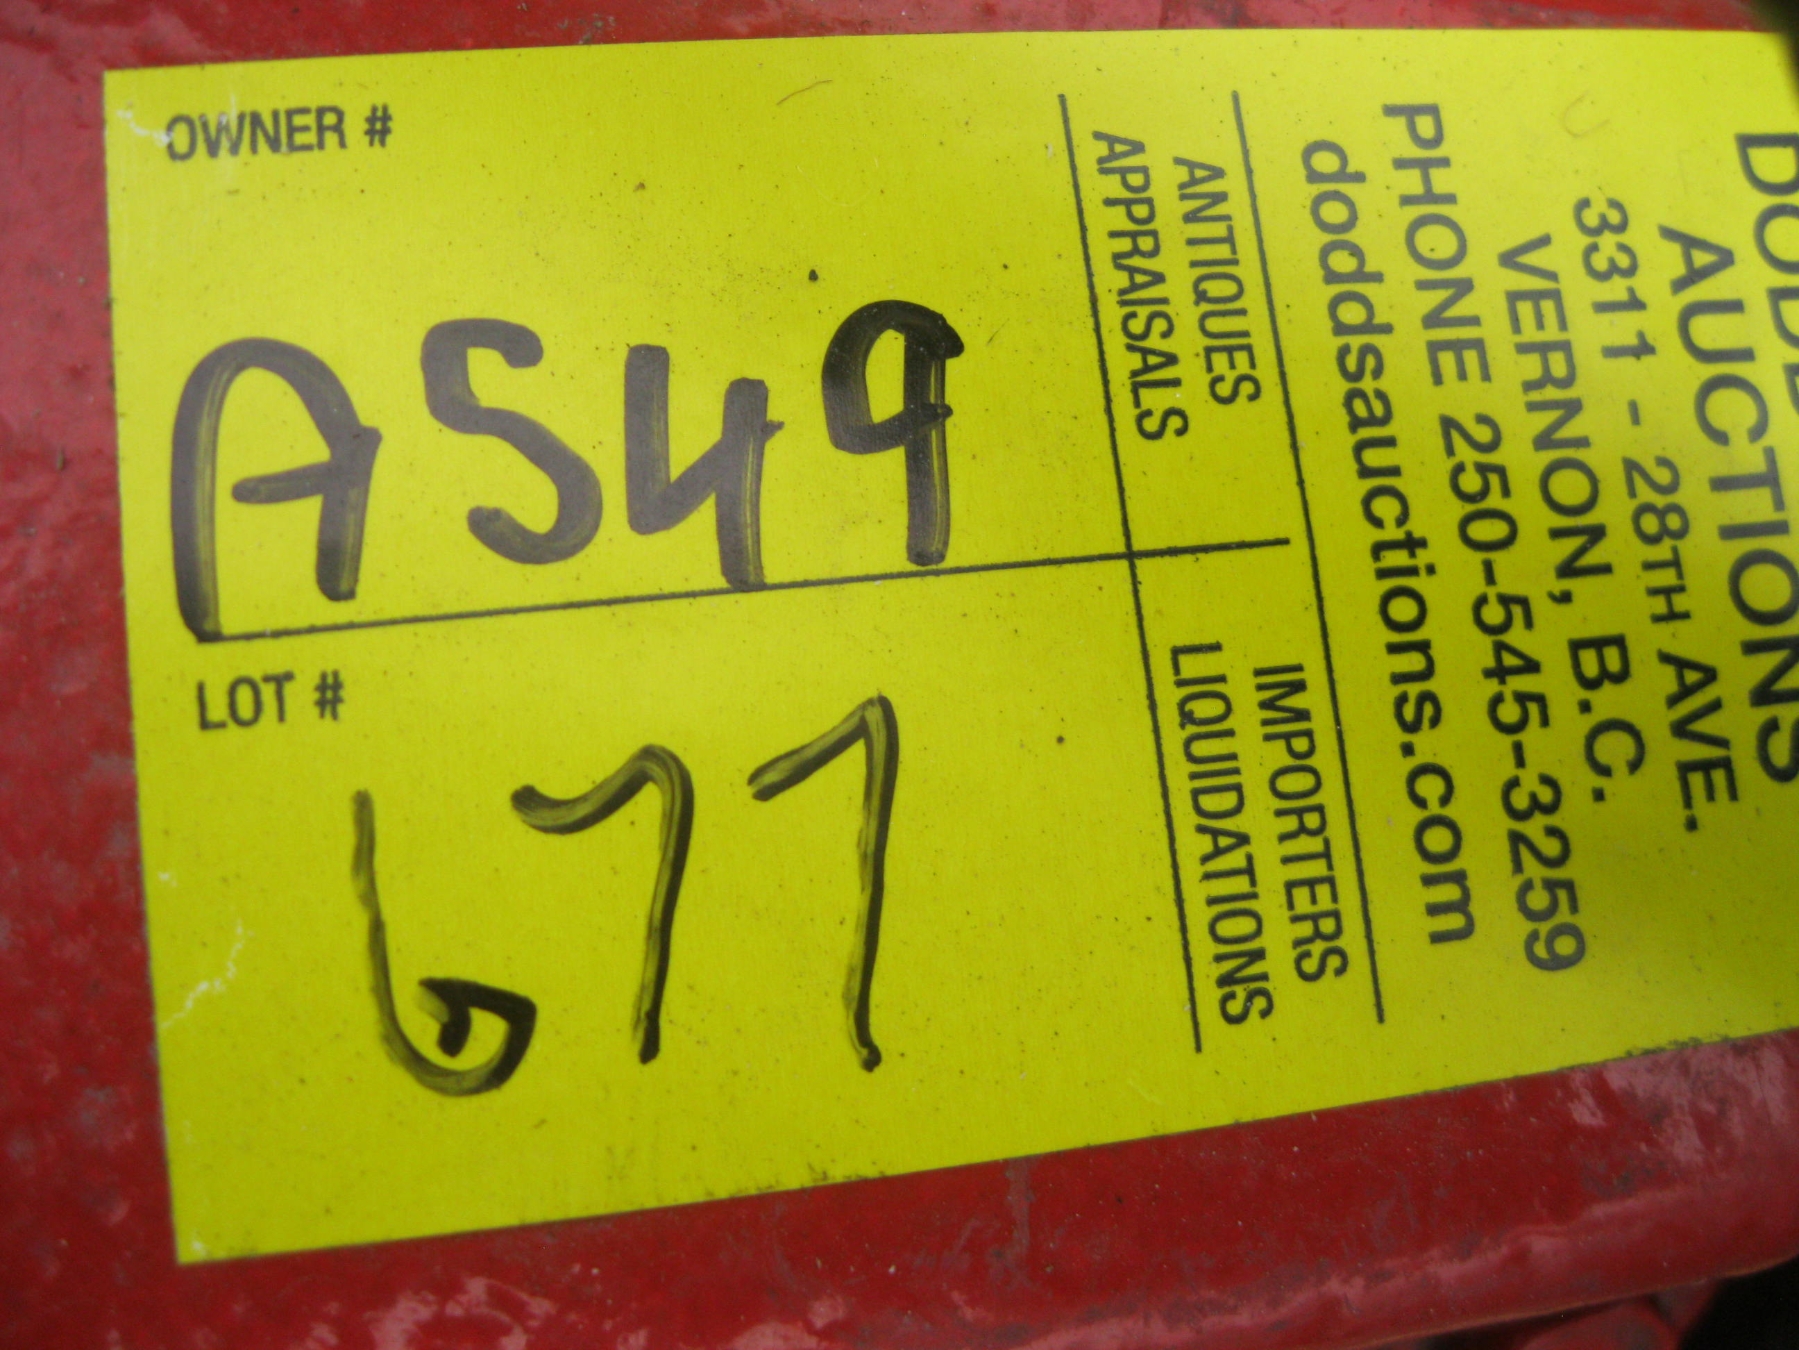 OWNER #
A549
LOT #
677
AUCTIONS
3311 - 28TH AVE.
VERNON, B.C.
PHONE 250-545-3259
doddsauctions.com
ANTIQUES
APPRAISALS
IMPORTERS
LIQUIDATIONS